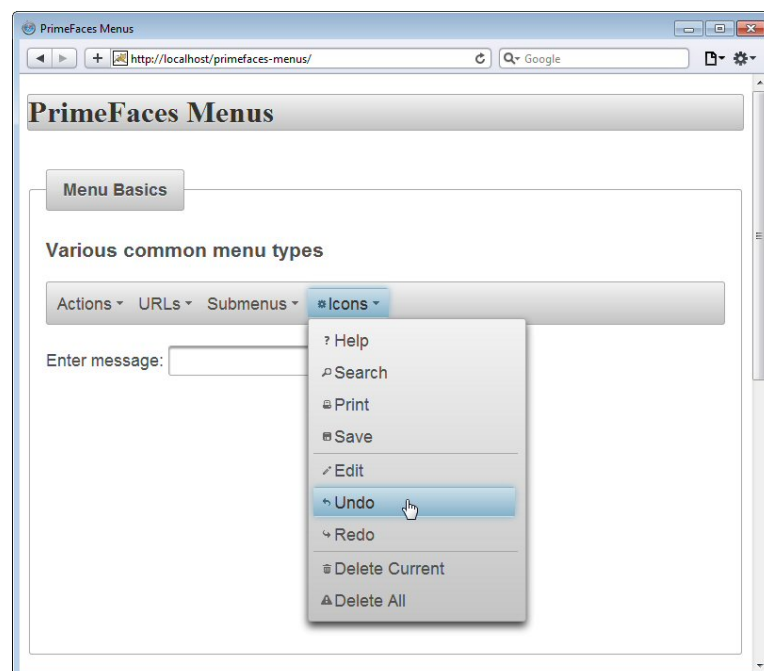 PrimeFaces Menus
http://localhost/primefaces-menus/
Google
PrimeFaces Menus
Menu Basics
Various common menu types
Actions URLs Submenus Icons
Enter message:
? Help
Search
Print
Save
Edit
Undo
Redo
Delete Current
Delete All